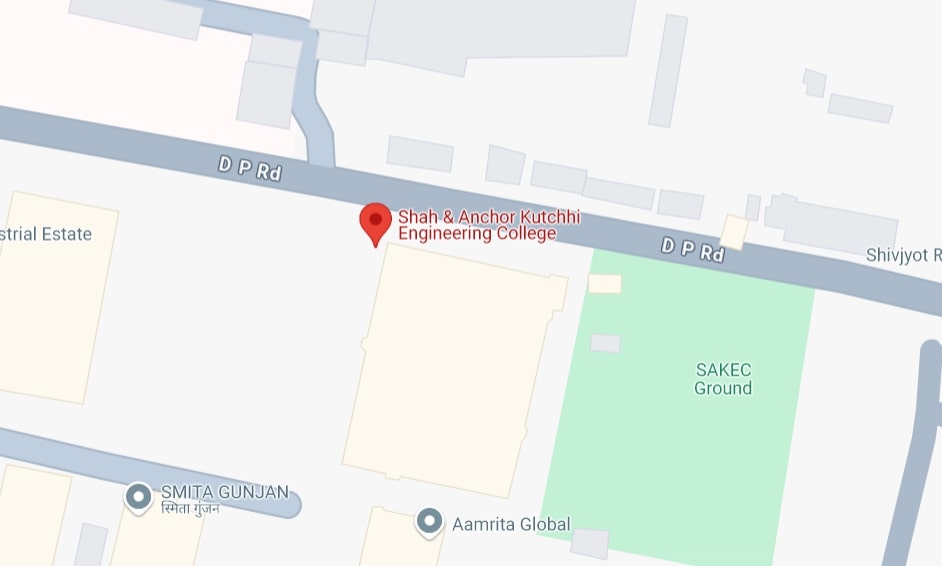 D P Rd
Shah & Anchor Kutchhi
Engineering College
strial Estate
D P Rd
Shivjyot R
SAKEC
Ground
SMITA GUNJAN
स्मिता गुंजन
Aamrita Global